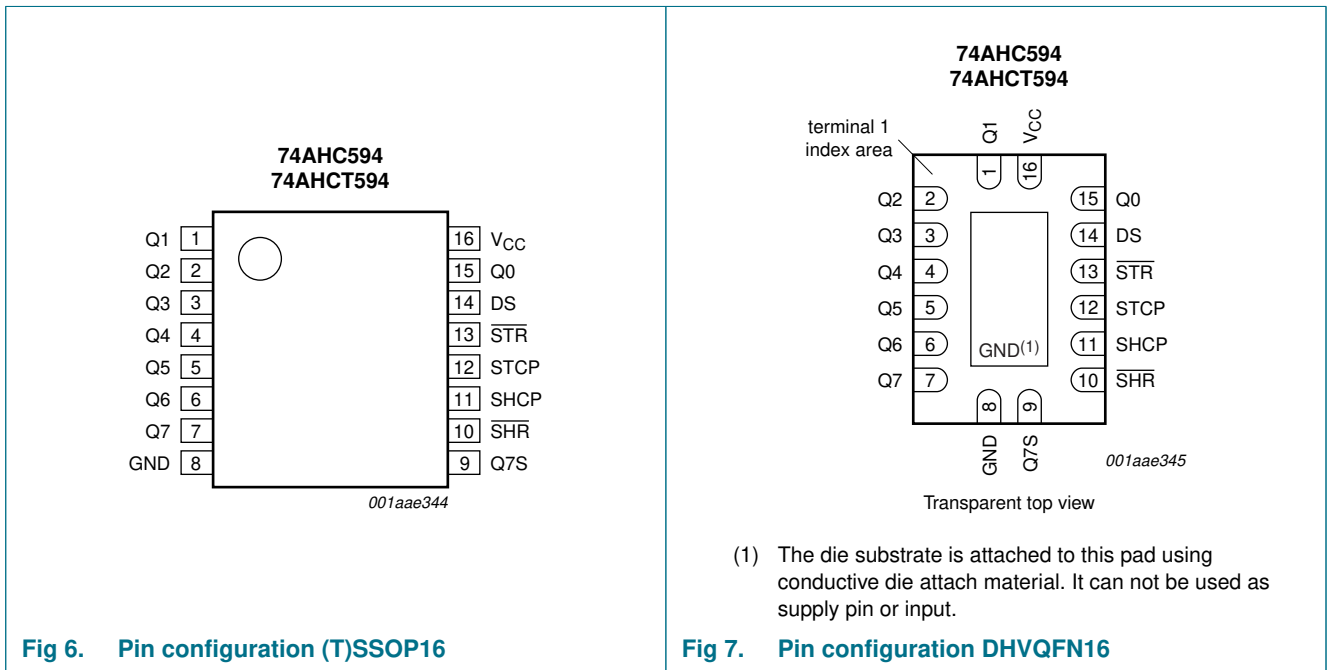 74AHC594
74AHCT594
Q1 1
Q2 2
Q3 3
Q4 4
Q5 5
Q6 6
Q7 7
GND 8
16 VCC
15 Q0
14 DS
13 STR
12 STCP
11 SHCP
10 SHR
9 Q7S
001aae344
Fig 6. Pin configuration (T)SSOP16
74AHC594
74AHCT594
terminal 1
index area
Q1
VCC
1
16
Q2 2
Q3 3
Q4 4
Q5 5
Q6 6
Q7 7
15 Q0
14 DS
13 STR
12 STCP
11 SHCP
10 SHR
GND(1)
8
9
GND
Q7S
001aae345
Transparent top view
(1) The die substrate is attached to this pad using
conductive die attach material. It can not be used as
supply pin or input.
Fig 7. Pin configuration DHVQFN16